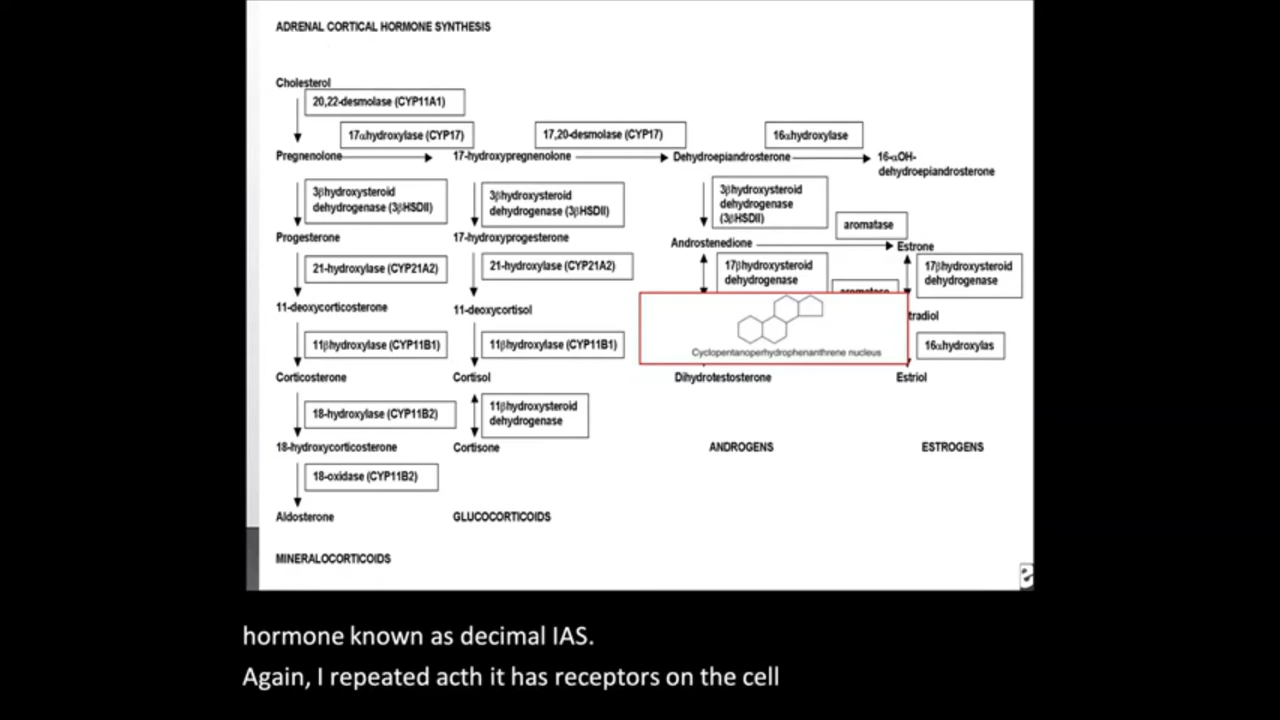 ADRENAL CORTICAL HORMONE SYNTHESIS
Cholesterol
20,22-desmolase (CYP11A1)
17αhydroxylase (CYP17)
17,20-desmolase (CYP17)
16αhydroxylase
Pregnenolone
17-hydroxypregnenolone
Dehydroepiandrosterone
16-αOH-
dehydroepiandrosterone
3βhydroxysteroid
dehydrogenase (3βHSDII)
3βhydroxysteroid
dehydrogenase (3βHSDII)
3βhydroxysteroid
dehydrogenase
(3βHSDII)
aromatase
Progesterone
17-hydroxyprogesterone
Androstenedione
Estrone
21-hydroxylase (CYP21A2)
21-hydroxylase (CYP21A2)
17βhydroxysteroid
dehydrogenase
17βhydroxysteroid
dehydrogenase
aromatase
11-deoxycorticosterone
11-deoxycortisol
tradiol
11βhydroxylase (CYP11B1)
11βhydroxylase (CYP11B1)
Cyclopentanoperhydrophenanthrene nucleus
16αhydroxylas
Corticosterone
Cortisol
Dihydrotestosterone
Estriol
18-hydroxylase (CYP11B2)
11βhydroxysteroid
dehydrogenase
18-hydroxycorticosterone
Cortisone
ANDROGENS
ESTROGENS
18-oxidase (CYP11B2)
Aldosterone
GLUCOCORTICOIDS
MINERALOCORTICOIDS
hormone known as decimal IAS.
Again, I repeated acth it has receptors on the cell